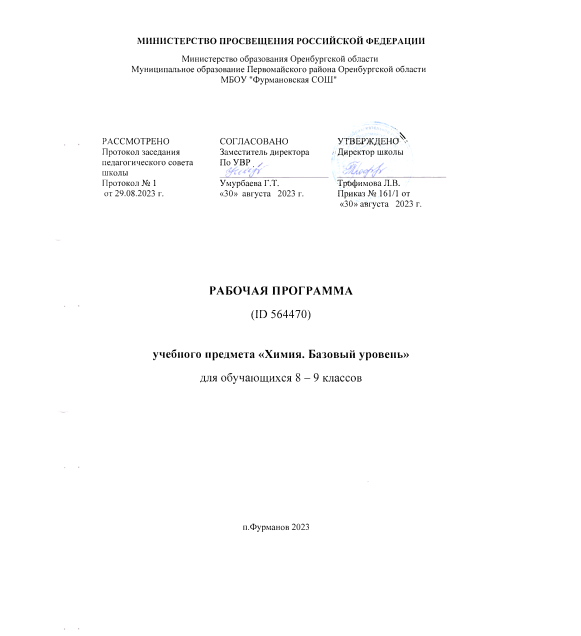 МИНИСТЕРСТВО ПРОСВЕЩЕНИЯ РОССИЙСКОЙ ФЕДЕРАЦИИ
Министерство образования Оренбургской области
Муниципальное образование Первомайского района Оренбургской области
МБОУ "Фурмановская СОШ"
РАССМОТРЕНО
Протокол заседания
педагогического совета
школы
Протокол № 1
от 29.08.2023 г.
СОГЛАСОВАНО
Заместитель директора
По УВР
Умурбаева Г.Т.
«30» августа 2023 г.
УТВЕРЖДЕНО
Директор школы
Трофимова Л.В.
Приказ № 161/1 от
«30» августа 2023 г.
РАБОЧАЯ ПРОГРАММА
(ID 564470)
учебного предмета «Химия. Базовый уровень»
для обучающихся 8 – 9 классов
п.Фурманов 2023